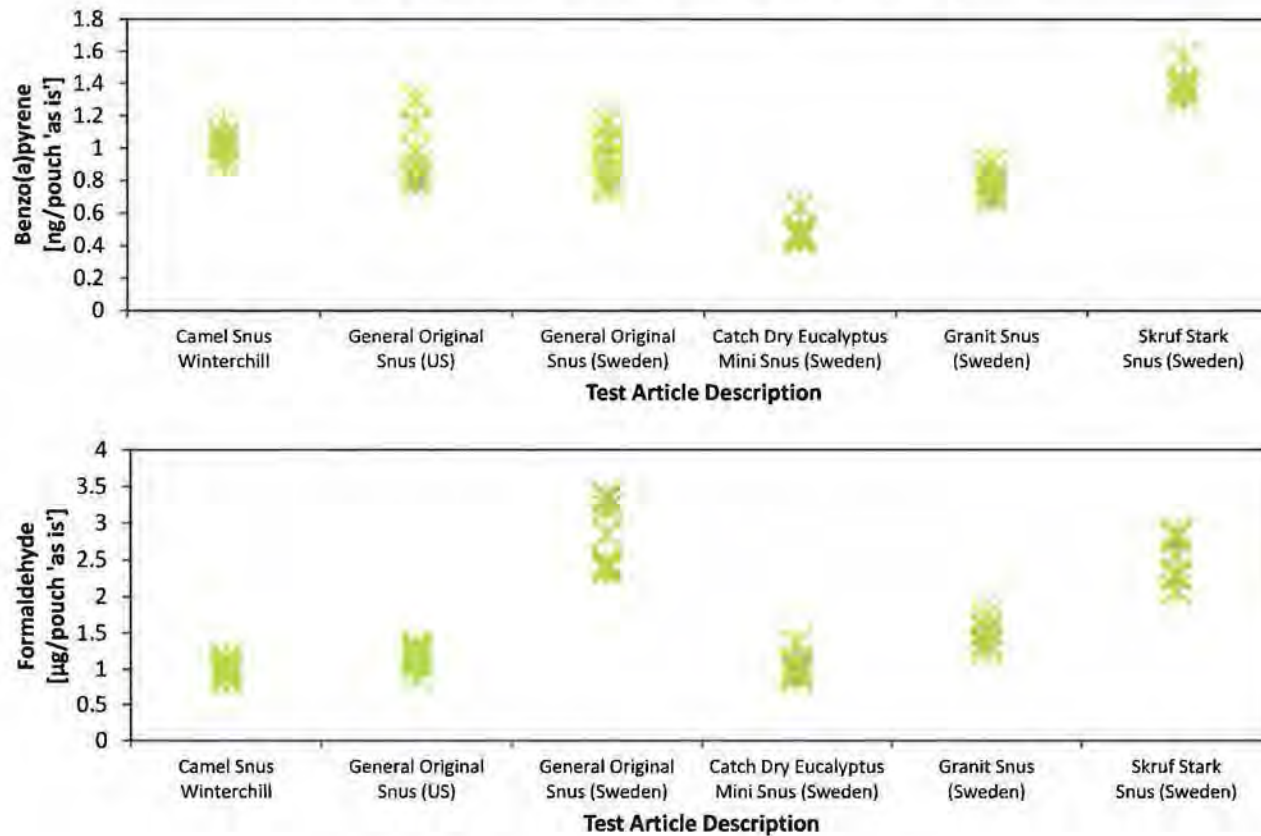 Benzo(a)pyrene
[ng/pouch 'as is']
1.8
1.6
1.4
1.2
1
0.8
0.6
0.4
0.2
0
Camel Snus
Winterchill
General Original
Snus (US)
General Original
Snus (Sweden)
Catch Dry Eucalyptus
Mini Snus (Sweden)
Granit Snus
(Sweden)
Skruf Stark
Snus (Sweden)
Test Article Description
Formaldehyde
[µg/pouch 'as is']
4
3.5
3
2.5
2
1.5
1
0.5
0
Camel Snus
Winterchill
General Original
Snus (US)
General Original
Snus (Sweden)
Catch Dry Eucalyptus
Mini Snus (Sweden)
Granit Snus
(Sweden)
Skruf Stark
Snus (Sweden)
Test Article Description